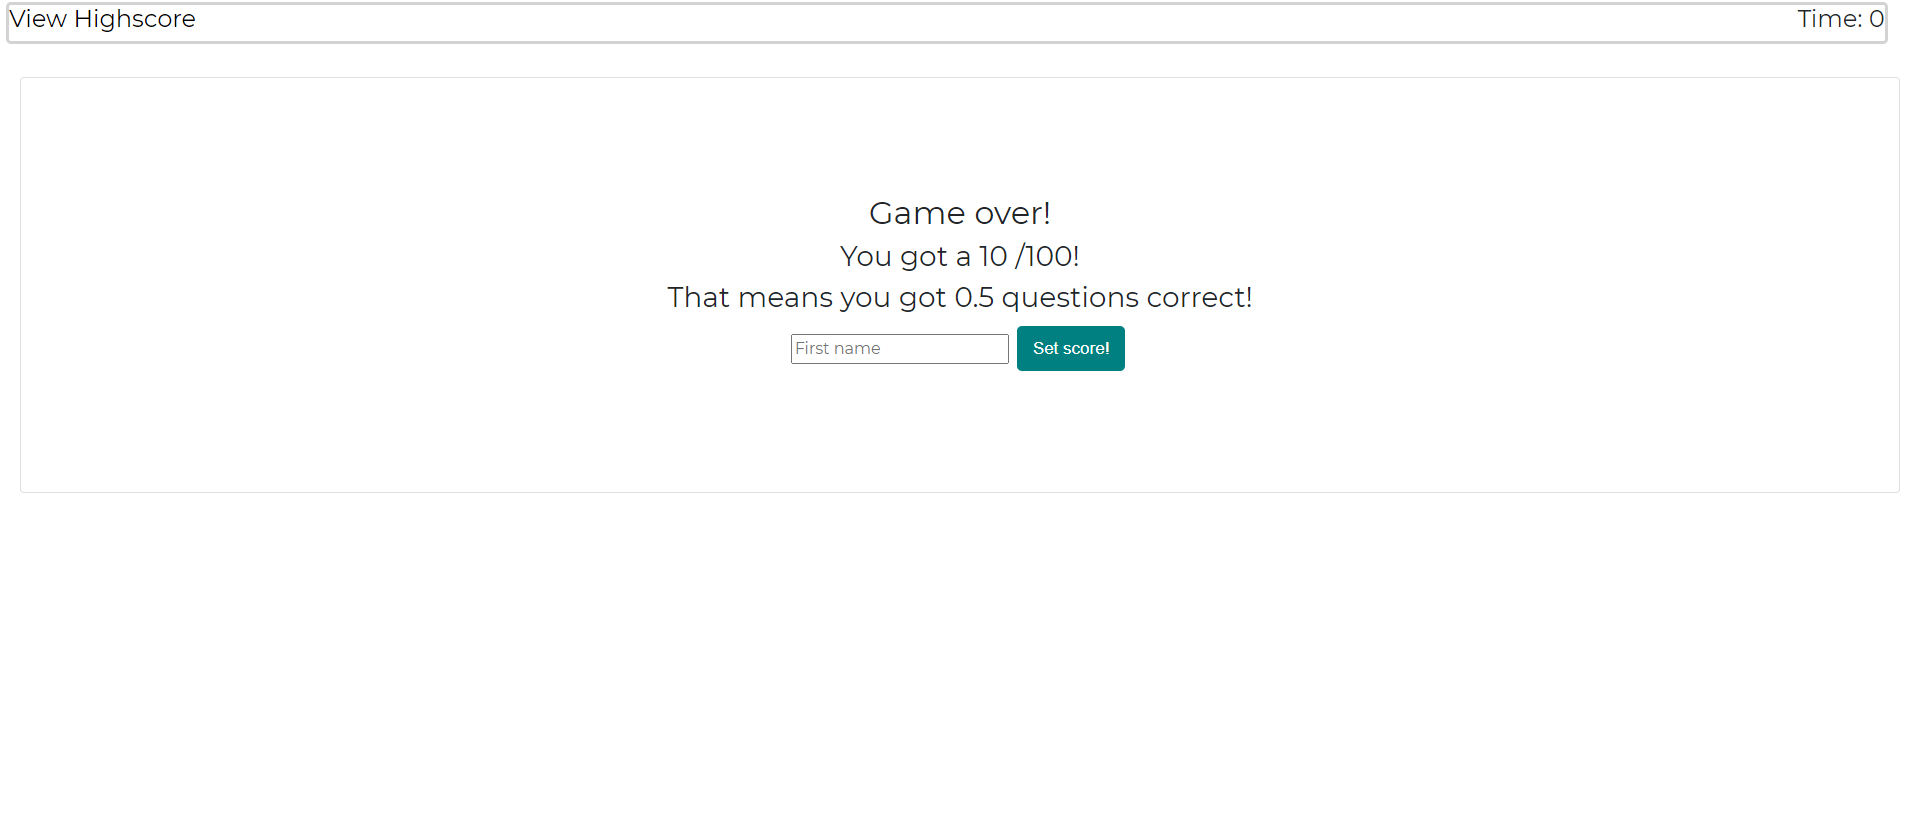 View Highscore
Time: 0
Game over!
You got a 10 /100!
That means you got 0.5 questions correct!
First name
Set score!